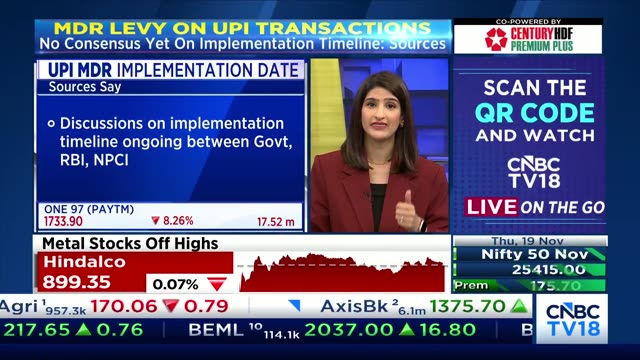 MDR LEVY ON UPI TRANSACTIONS
No Consensus Yet On Implementation Timeline: Sources
CO-POWERED BY
CENTURYHDF
PREMIUM PLUS
UPI MDR IMPLEMENTATION DATE
Sources Say
Discussions on implementation
timeline ongoing between Govt,
RBI, NPCI
ONE 97 (PAYTM)
1733.90 ▼ 8.26% 17.52 m
SCAN THE
QR CODE
AND WATCH
CNBC
TV18
LIVE ON THE GO
Metal Stocks Off Highs
Hindalco
899.35 0.07% ▼
Thu, 19 Nov
Nifty 50 Nov
25415.00
Prem 175.70
Agri 1 957.3k 170.06 ▼ 0.79 AxisBk 2 6.1m 1375.70 ▲
217.65 ▲ 0.76 BEML 10 114.1k 2037.00 ▲ 16.80
CNBC
TV18